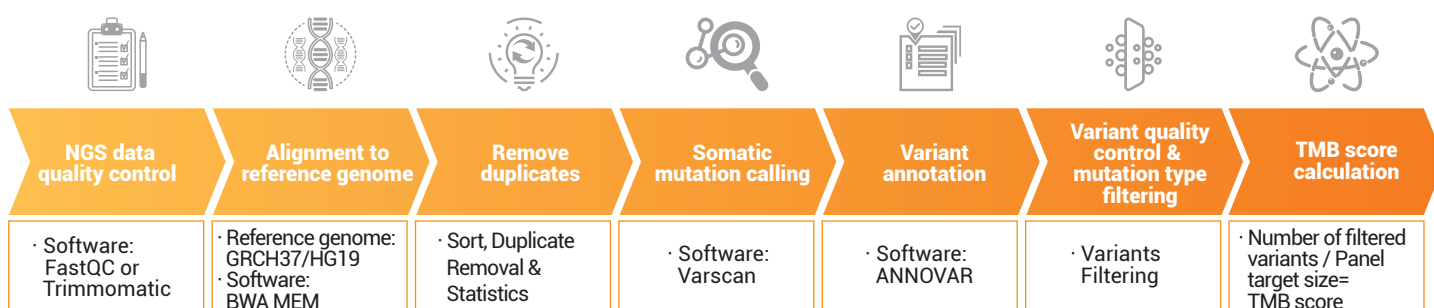 NGS data
quality control
Alignment to
reference genome
Remove
duplicates
Somatic
mutation calling
Variant
annotation
Variant quality
control &
mutation type
filtering
TMB score
calculation
· Software:
FastQC or
Trimmomatic
· Reference genome:
GRCH37/HG19
· Software:
BWA MEM
· Sort, Duplicate
Removal &
Statistics
· Software:
Varscan
· Software:
ANNOVAR
· Variants
Filtering
· Number of filtered
variants / Panel
target size=
TMB score